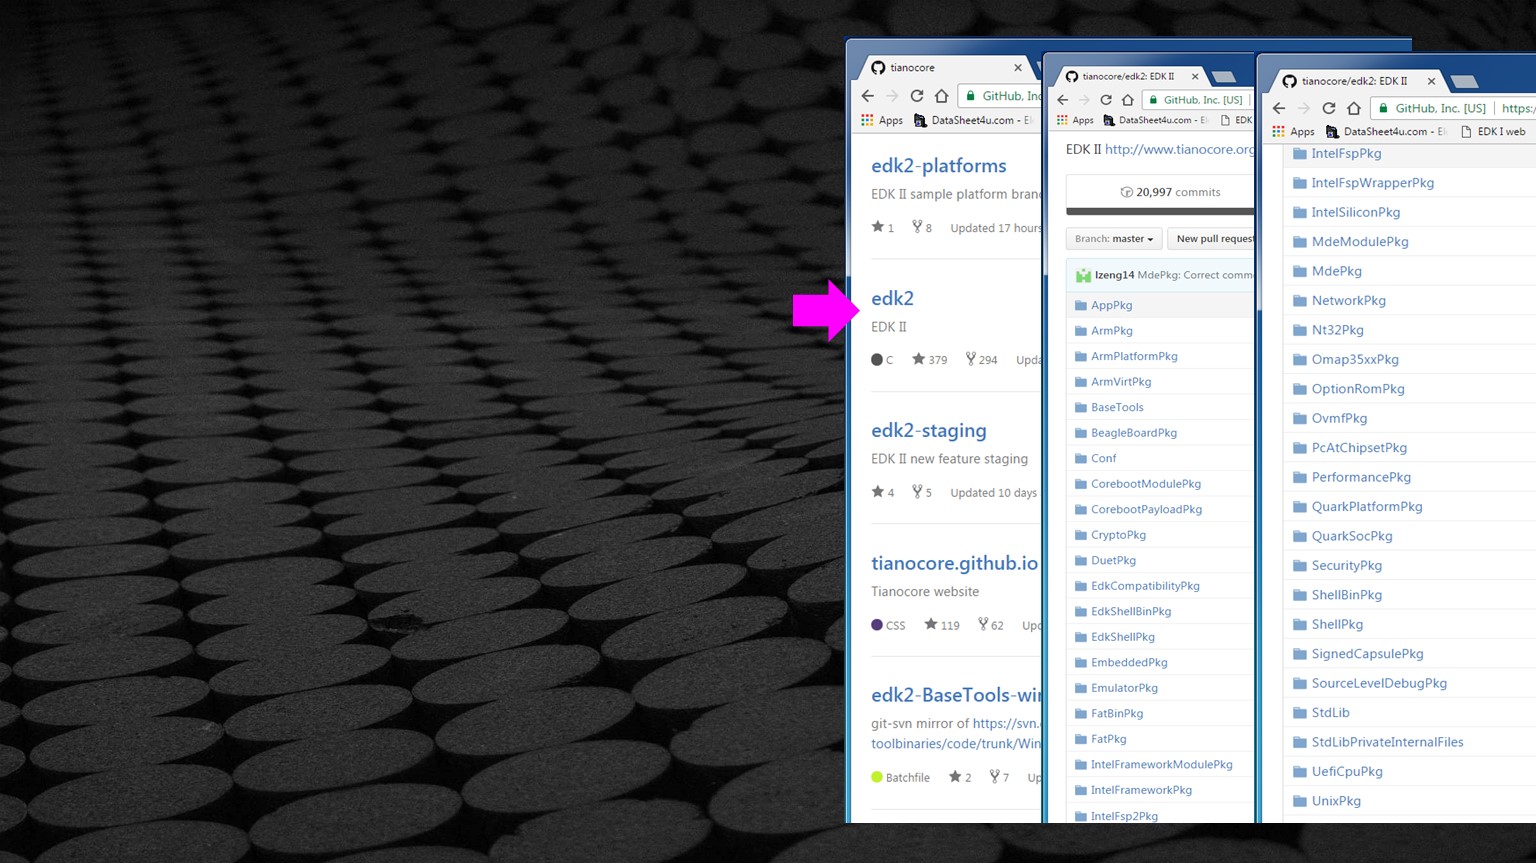 tianocore
GitHub, Inc
Apps
DataSheet4u.com - El
edk2-platforms
EDK II sample platform bran
1
8
Updated 17 hours
edk2
EDK II
C
379
294
Upda
edk2-staging
EDK II new feature staging
4
5
Updated 10 days
tianocore.github.io
Tianocore website
CSS
119
62
Upd
edk2-BaseTools-wi
git-svn mirror of https://svn.
toolbinaries/code/trunk/Win
Batchfile
2
7
Up
tianocore/edk2: EDK II
GitHub, Inc. [US]
Apps
DataSheet4u.com - El
EDK
EDK II http://www.tianocore.org
20,997 commits
Branch: master
New pull request
lzeng14 MdePkg: Correct comm
AppPkg
ArmPkg
ArmPlatformPkg
ArmVirtPkg
BaseTools
BeagleBoardPkg
Conf
CorebootModulePkg
CorebootPayloadPkg
CryptoPkg
DuetPkg
EdkCompatibilityPkg
EdkShellBinPkg
EdkShellPkg
EmbeddedPkg
EmulatorPkg
FatBinPkg
FatPkg
IntelFrameworkModulePkg
IntelFrameworkPkg
IntelFsp2Pkg
tianocore/edk2: EDK II
GitHub, Inc. [US]
https:/
Apps
DataSheet4u.com - El
EDK I web
IntelFspPkg
IntelFspWrapperPkg
IntelSiliconPkg
MdeModulePkg
MdePkg
NetworkPkg
Nt32Pkg
Omap35xxPkg
OptionRomPkg
OvmfPkg
PcAtChipsetPkg
PerformancePkg
QuarkPlatformPkg
QuarkSocPkg
SecurityPkg
ShellBinPkg
ShellPkg
SignedCapsulePkg
SourceLevelDebugPkg
StdLib
StdLibPrivateInternalFiles
UefiCpuPkg
UnixPkg